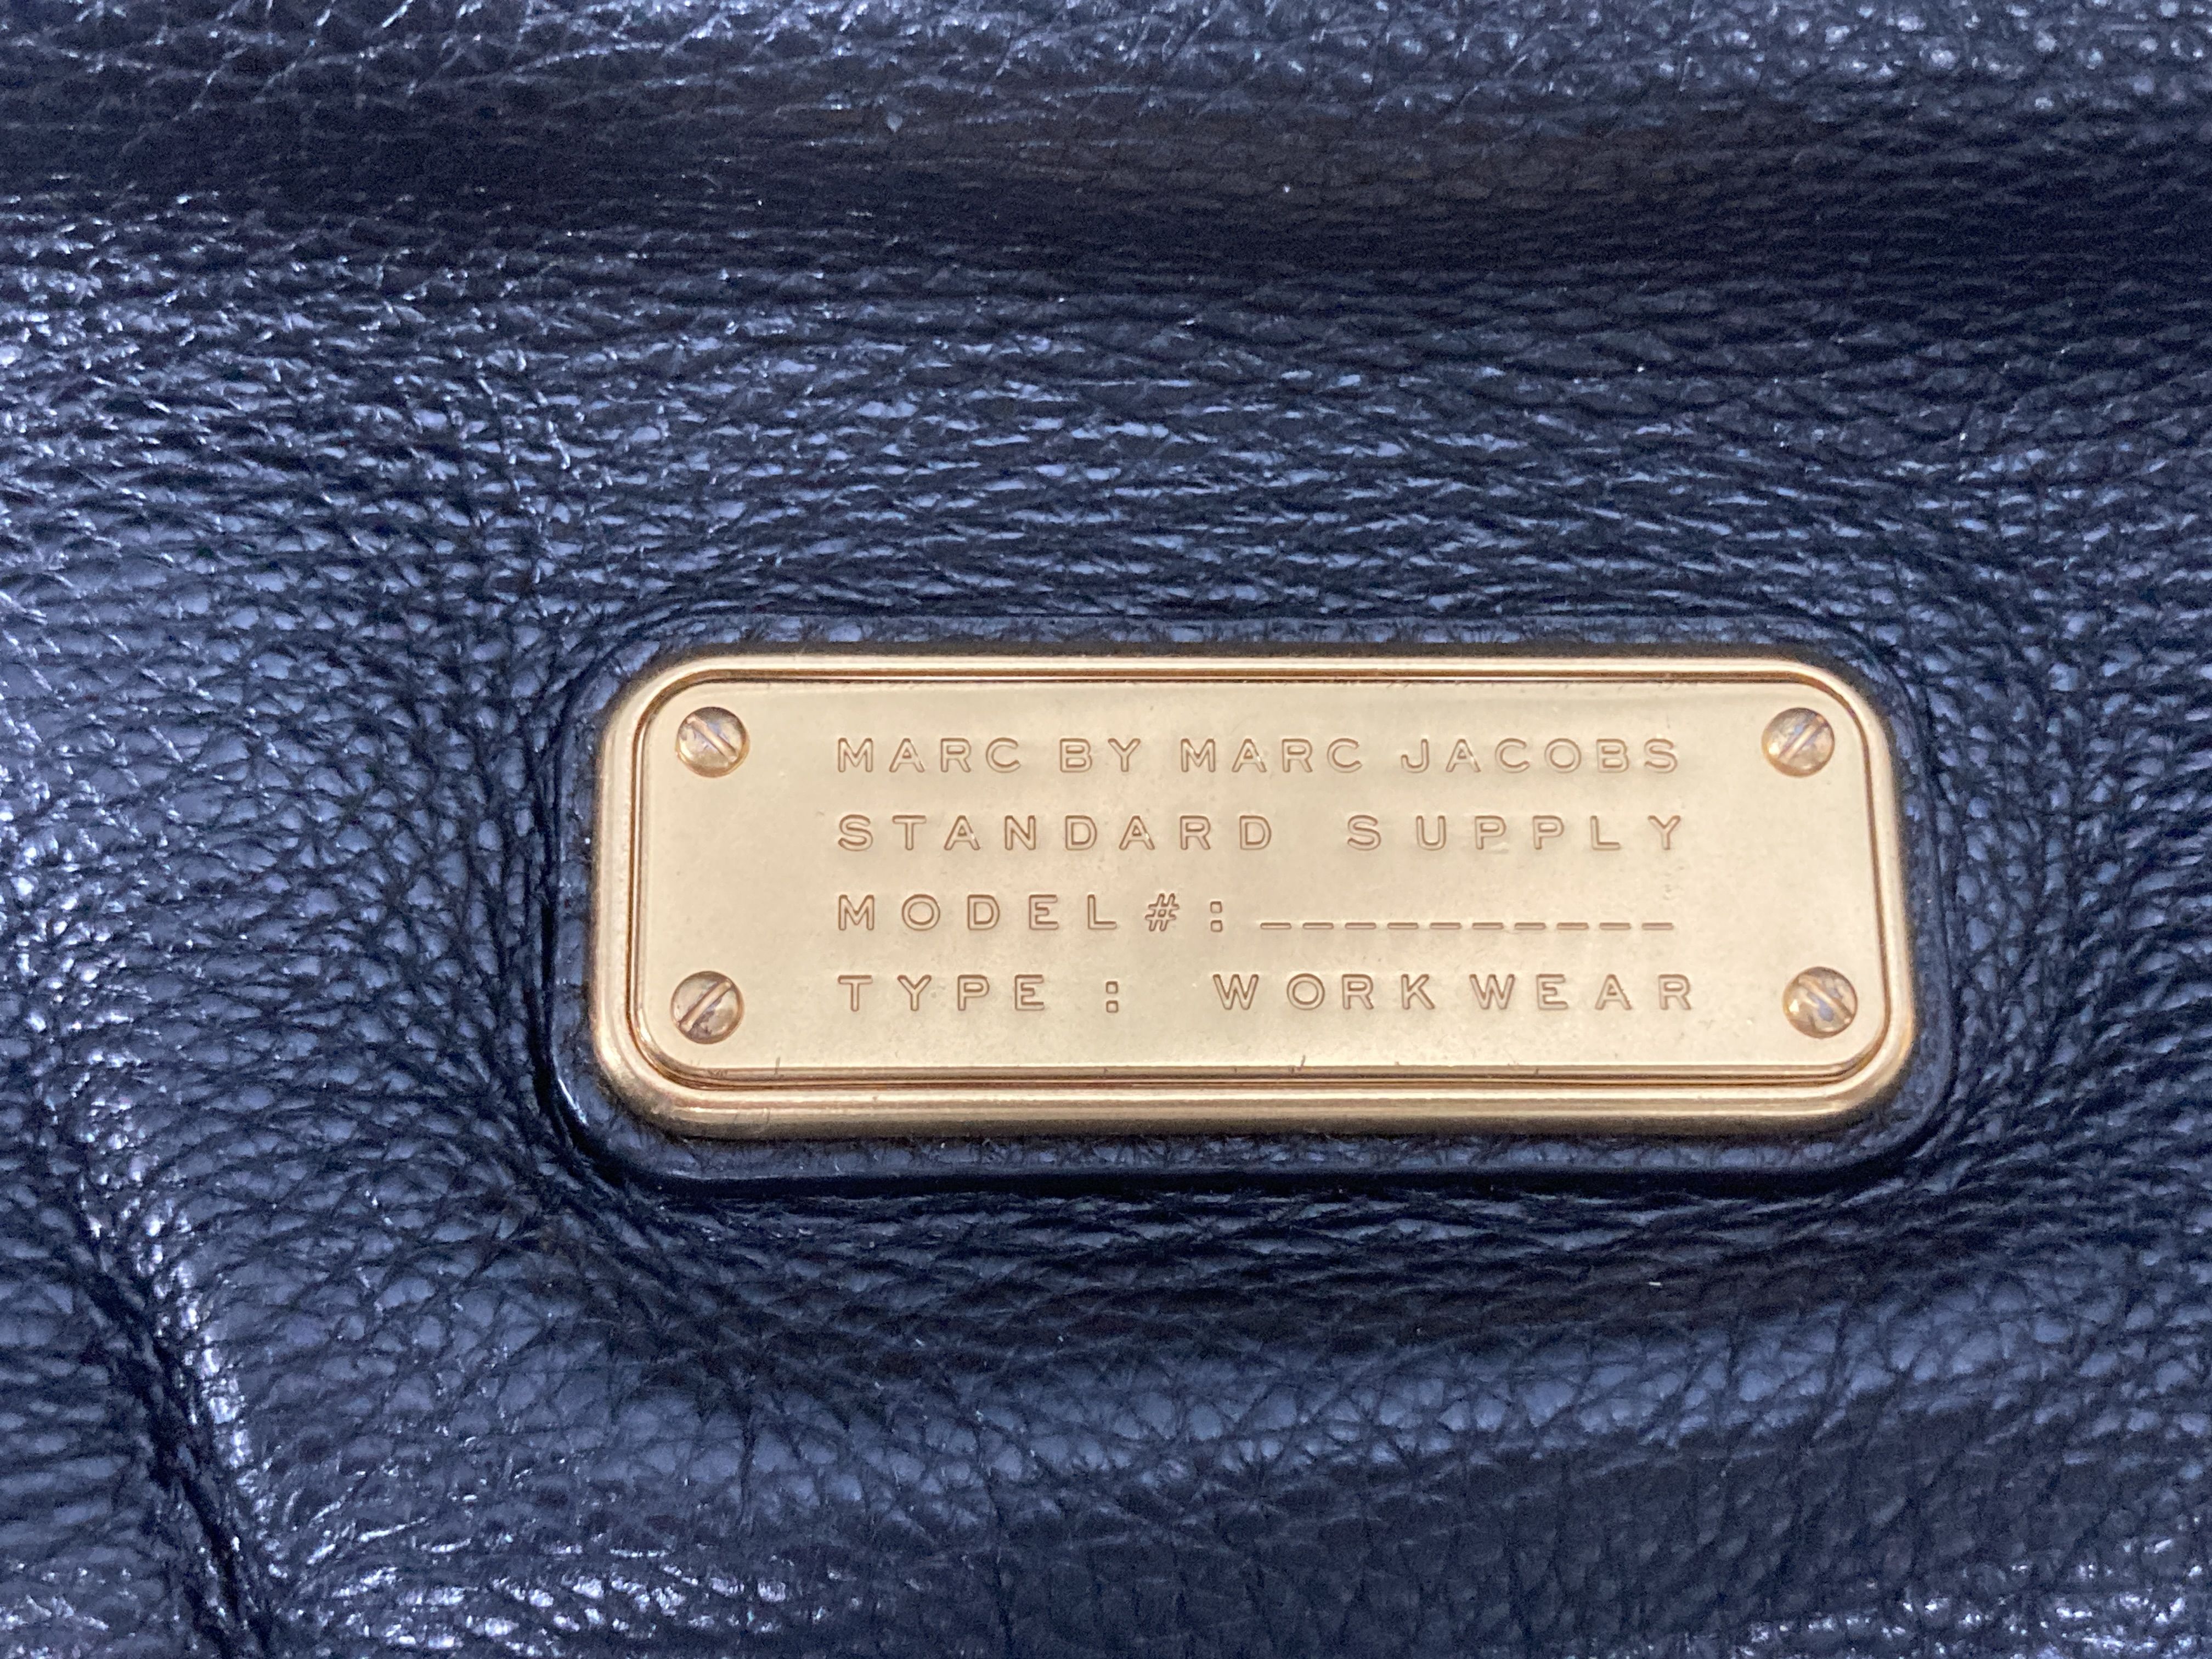 MARC BY MARC JACOBS
STANDARD SUPPLY
MODEL#:__________
TYPE : WORK WEAR